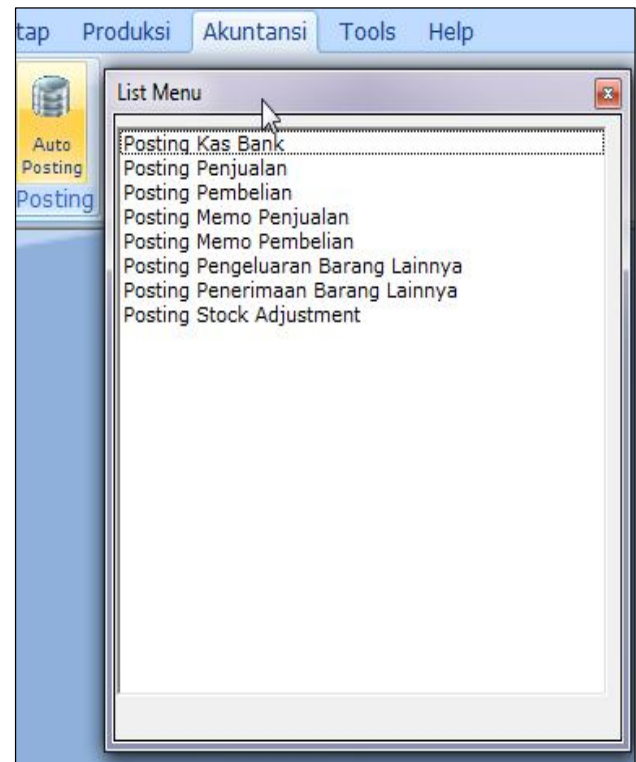 tap Produksi Akuntansi Tools Help
List Menu
Auto
Posting
Posting
Posting Kas Bank
Posting Penjualan
Posting Pembelian
Posting Memo Penjualan
Posting Memo Pembelian
Posting Pengeluaran Barang Lainnya
Posting Penerimaan Barang Lainnya
Posting Stock Adjustment